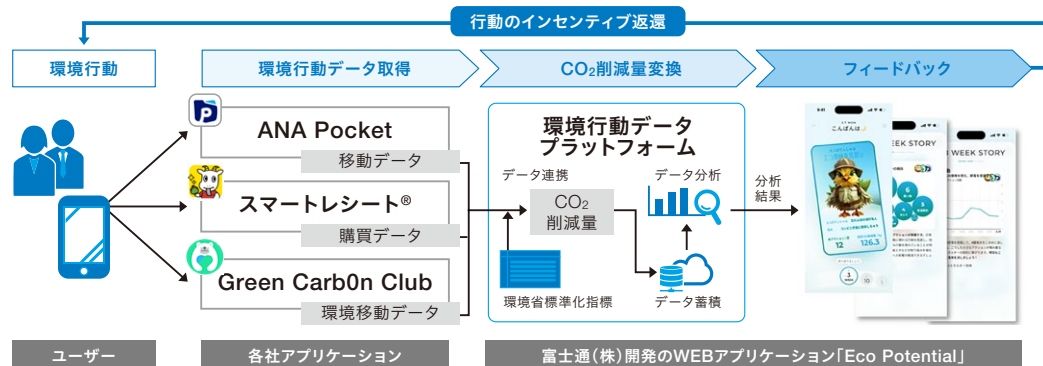 行動のインセンティブ返還
環境行動
環境行動データ取得
CO₂削減量変換
フィードバック
ANA Pocket
移動データ
スマートレシート®
購買データ
Green Carb0n Club
環境移動データ
環境行動データ
プラットフォーム
データ連携
CO₂
削減量
環境省標準化指標
データ分析
データ蓄積
分析
結果
こんばんは
12
126.3
3
10
WEEK STORY
6
WEEK STORY
ユーザー
各社アプリケーション
富士通(株)開発のWEBアプリケーション「Eco Potential」